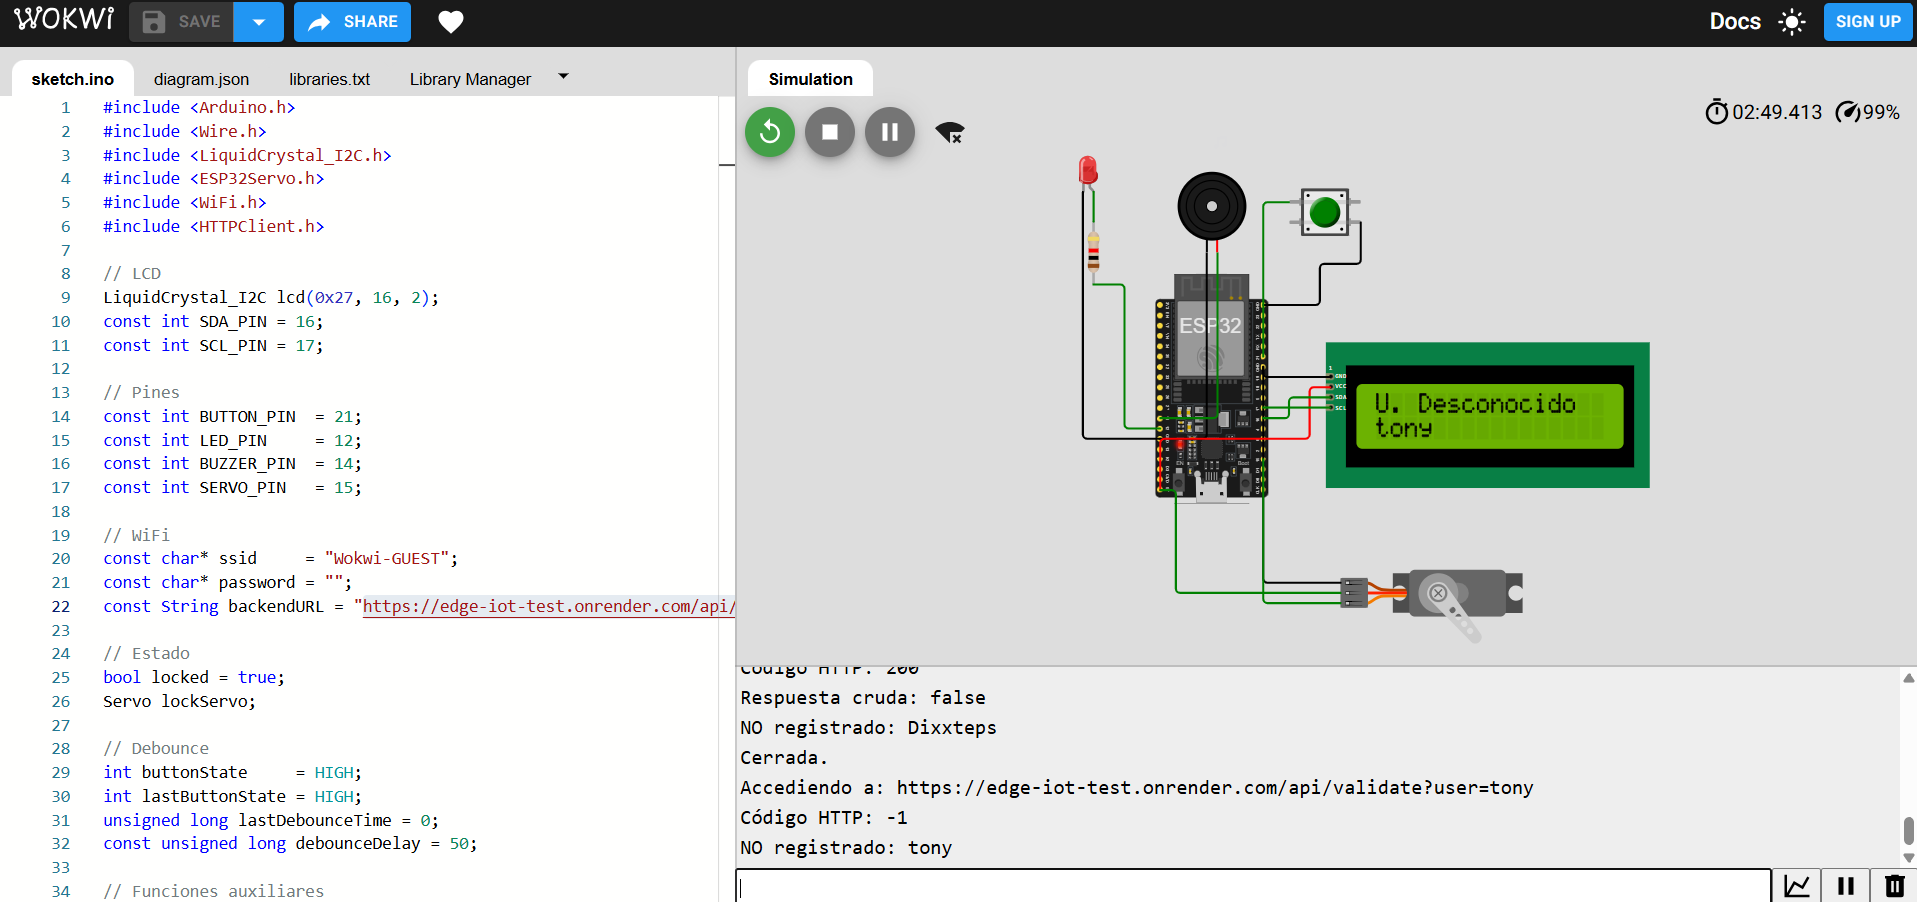 WOKWI
SAVE
SHARE
Docs
SIGN UP
sketch.ino
diagram.json
libraries.txt
Library Manager
1 #include <Arduino.h>
2 #include <Wire.h>
3 #include <LiquidCrystal_I2C.h>
4 #include <ESP32Servo.h>
5 #include <WiFi.h>
6 #include <HTTPClient.h>
7
8 // LCD
9 LiquidCrystal_I2C lcd(0x27, 16, 2);
10 const int SDA_PIN = 16;
11 const int SCL_PIN = 17;
12
13 // Pines
14 const int BUTTON_PIN  = 21;
15 const int LED_PIN     = 12;
16 const int BUZZER_PIN  = 14;
17 const int SERVO_PIN   = 15;
18
19 // WiFi
20 const char* ssid     = "Wokwi-GUEST";
21 const char* password = "";
22 const String backendURL = "https://edge-iot-test.onrender.com/api/
23
24 // Estado
25 bool locked = true;
26 Servo lockServo;
27
28 // Debounce
29 int buttonState     = HIGH;
30 int lastButtonState = HIGH;
31 unsigned long lastDebounceTime = 0;
32 const unsigned long debounceDelay = 50;
33
34 // Funciones auxiliares
Simulation
02:49.413
99%
ESP32
1
GND
VCC
SDA
SCL
U. Desconocido
tony
EN
Boot
Código HTTP: 200
Respuesta cruda: false
NO registrado: Dixxteps
Cerrada.
Accediendo a: https://edge-iot-test.onrender.com/api/validate?user=tony
Código HTTP: -1
NO registrado: tony